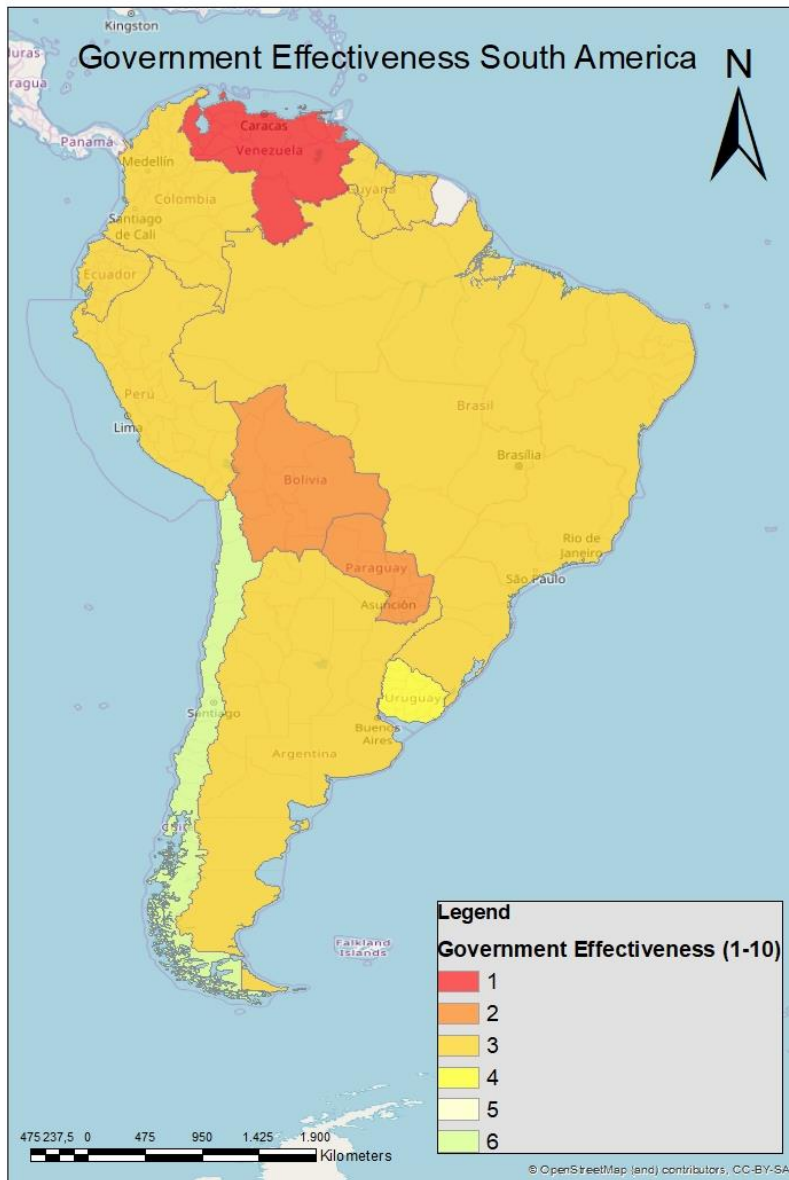 Kingston
Government Effectiveness South America
N
duras
ragua
Panamá
Caracas
Venezuela
Medellín
Colombia
Santiago
de Cali
Ecuador
Perú
Lima
Brasil
Brasília
Bolivia
Rio de
Janeiro
São Paulo
Paraguay
Asunción
Uruguay
Santiago
Buenos
Aires
Argentina
Falkland
Islands
Legend
Government Effectiveness (1-10)
1
2
3
4
5
6
475 237,5 0 475 950 1.425 1.900
Kilometers
© OpenStreetMap (and) contributors, CC-BY-SA